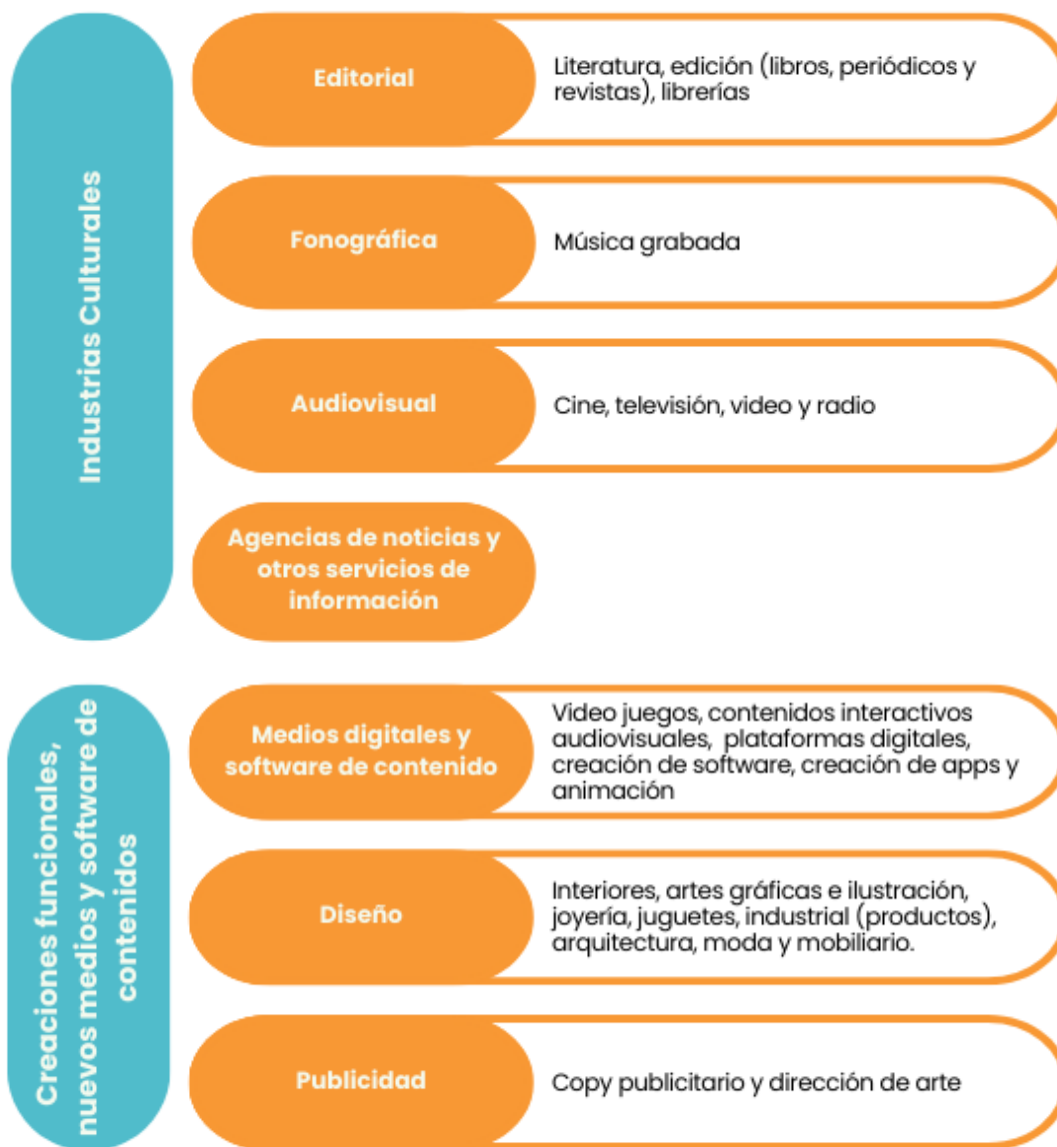 Industrias Culturales
Editorial
Literatura, edición (libros, periódicos y
revistas), librerías
Fonográfica
Música grabada
Audiovisual
Cine, televisión, video y radio
Agencias de noticias y
otros servicios de
información
Creaciones funcionales,
nuevos medios y software de
contenidos
Medios digitales y
software de contenido
Video juegos, contenidos interactivos
audiovisuales, plataformas digitales,
creación de software, creación de apps y
animación
Diseño
Interiores, artes gráficas e ilustración,
joyería, juguetes, industrial (productos),
arquitectura, moda y mobiliario.
Publicidad
Copy publicitario y dirección de arte